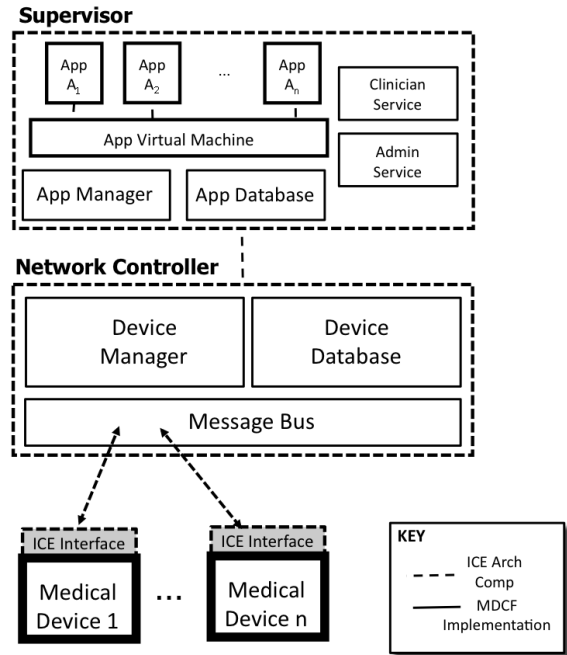 Supervisor
App
A1
App
A2
...
App
An
Clinician
Service
App Virtual Machine
Admin
Service
App Manager
App Database
Network Controller
Device
Manager
Device
Database
Message Bus
ICE Interface
ICE Interface
Medical
Device 1
...
Medical
Device n
KEY
ICE Arch
Comp
MDCF
Implementation